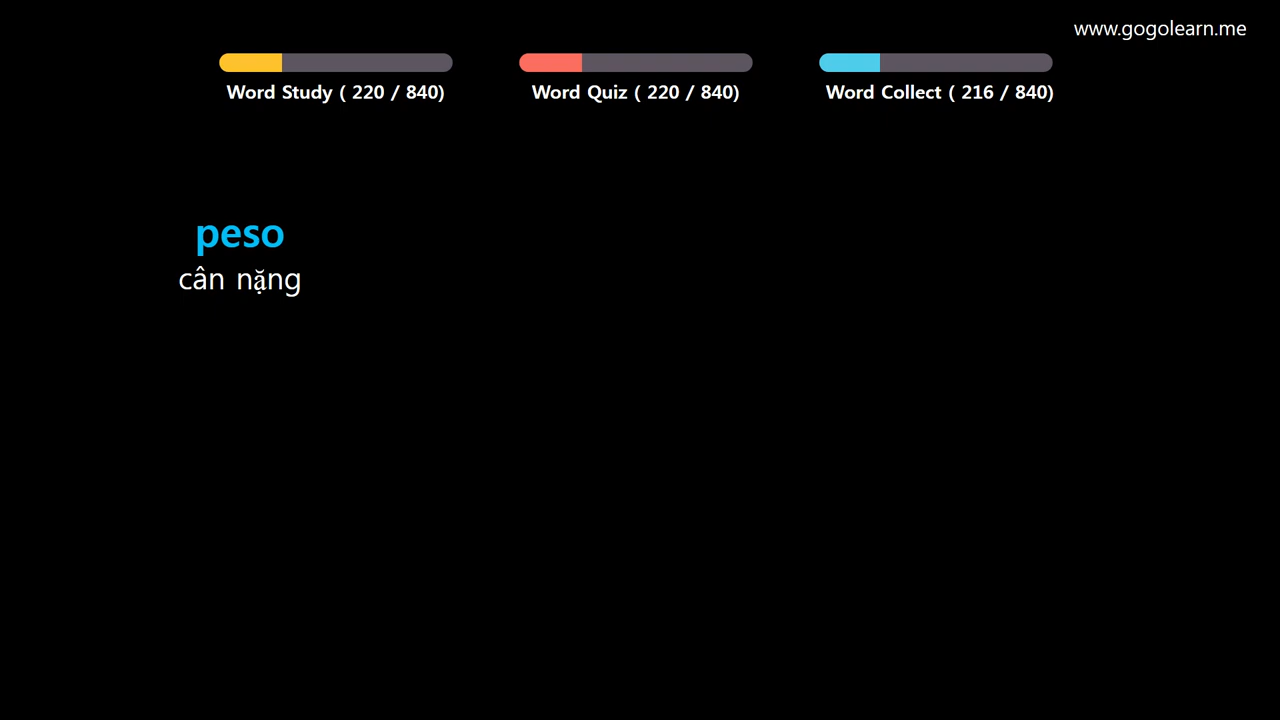 www.gogolearn.me
Word Study ( 220 / 840)
Word Quiz ( 220 / 840)
Word Collect ( 216 / 840)
peso
cân nặng